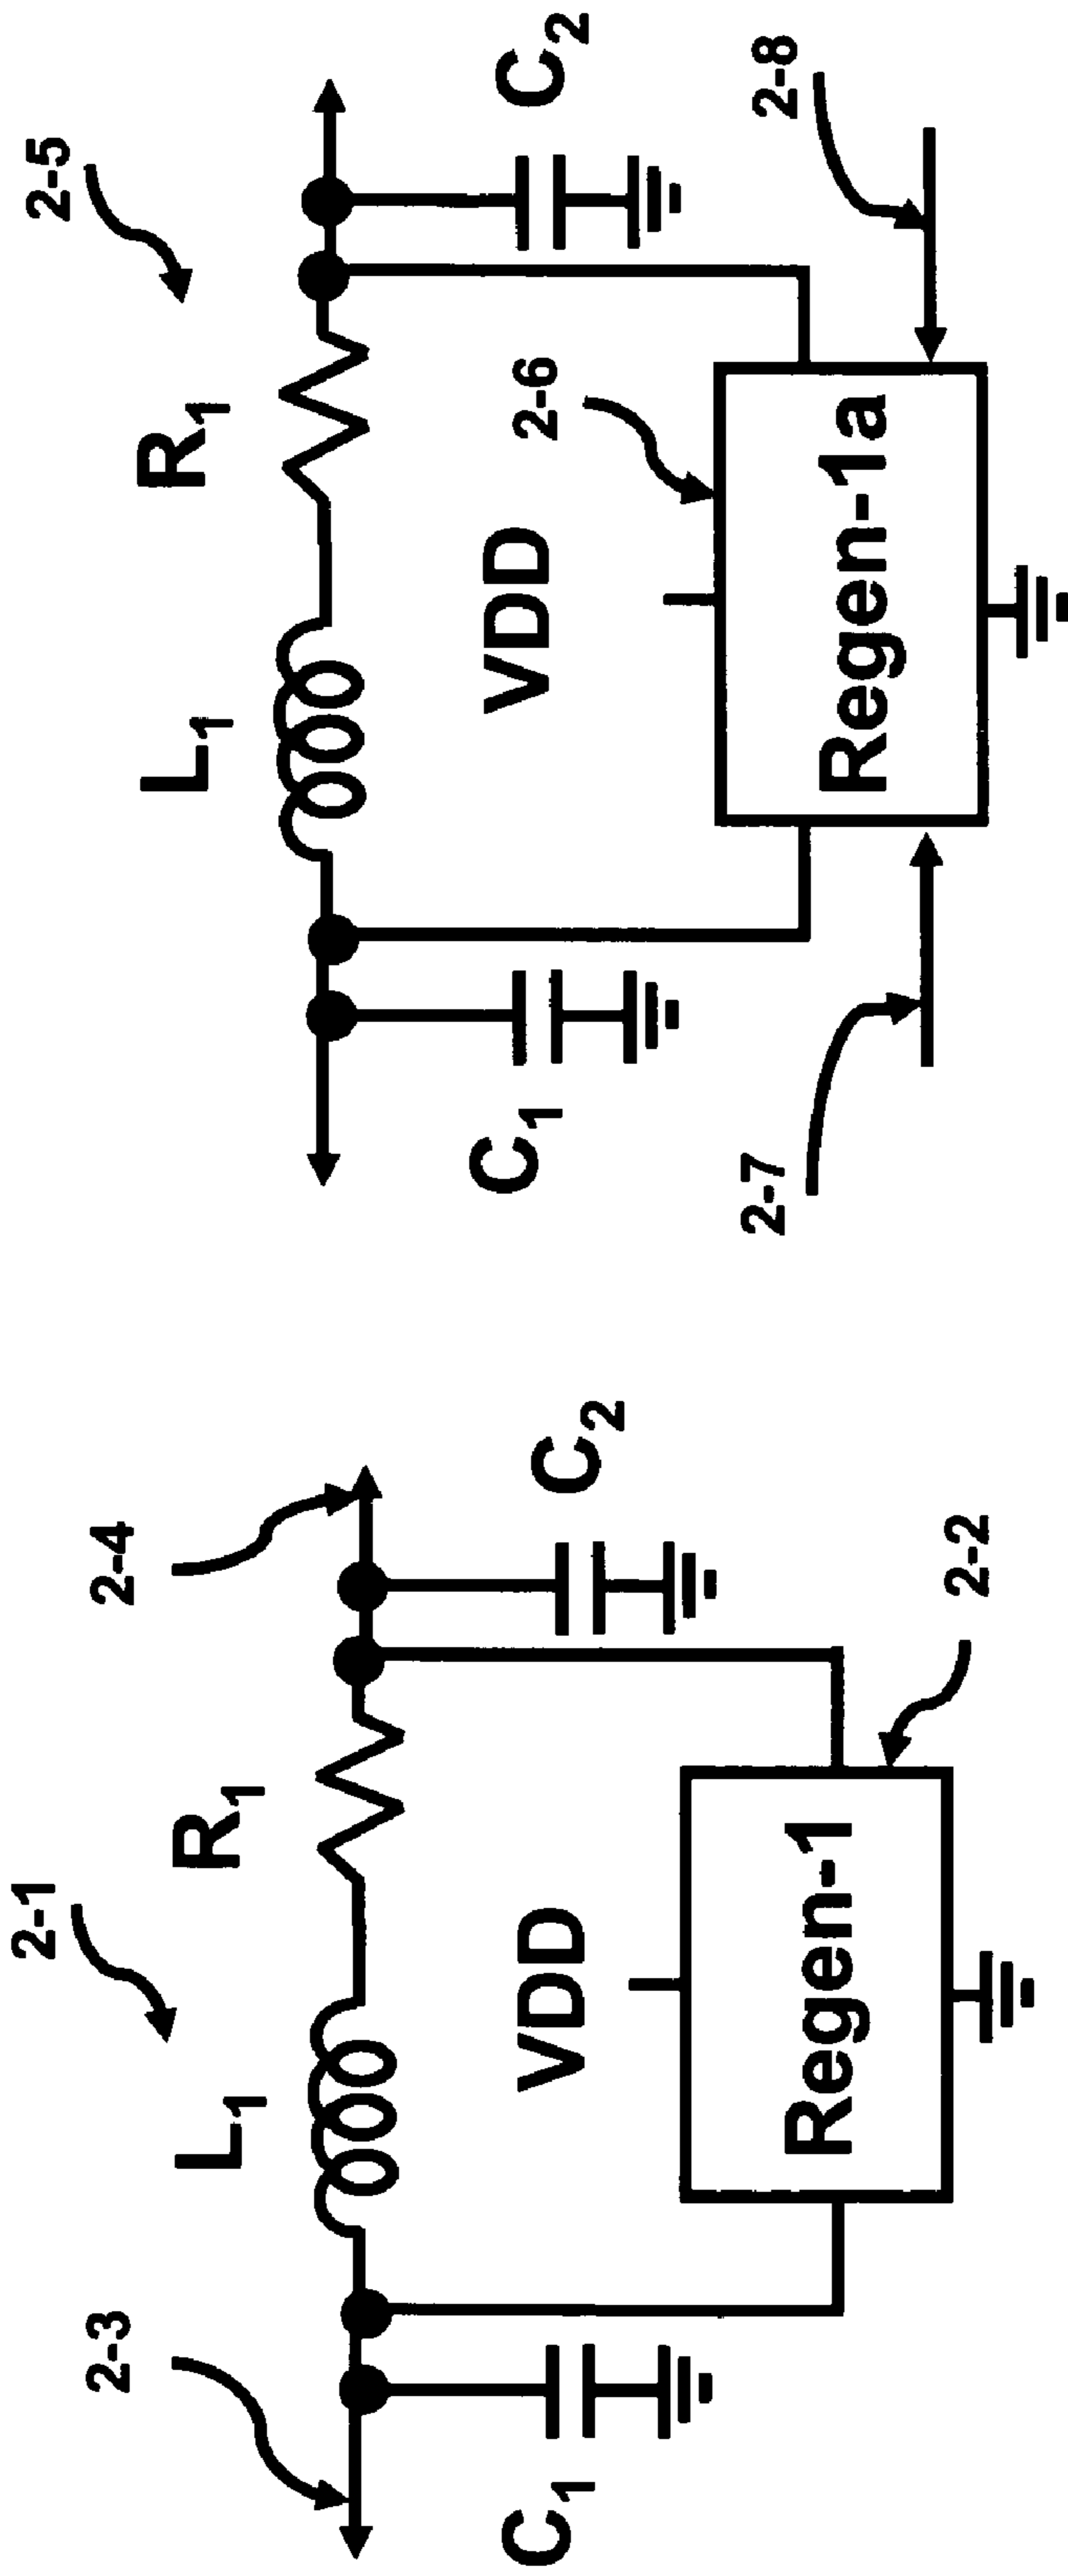 2-1
2-3
L₁
R₁
2-4
VDD
C₁
C₂
Regen-1
2-2
2-5
L₁
R₁
VDD
2-6
C₁
C₂
2-7
Regen-1a
2-8